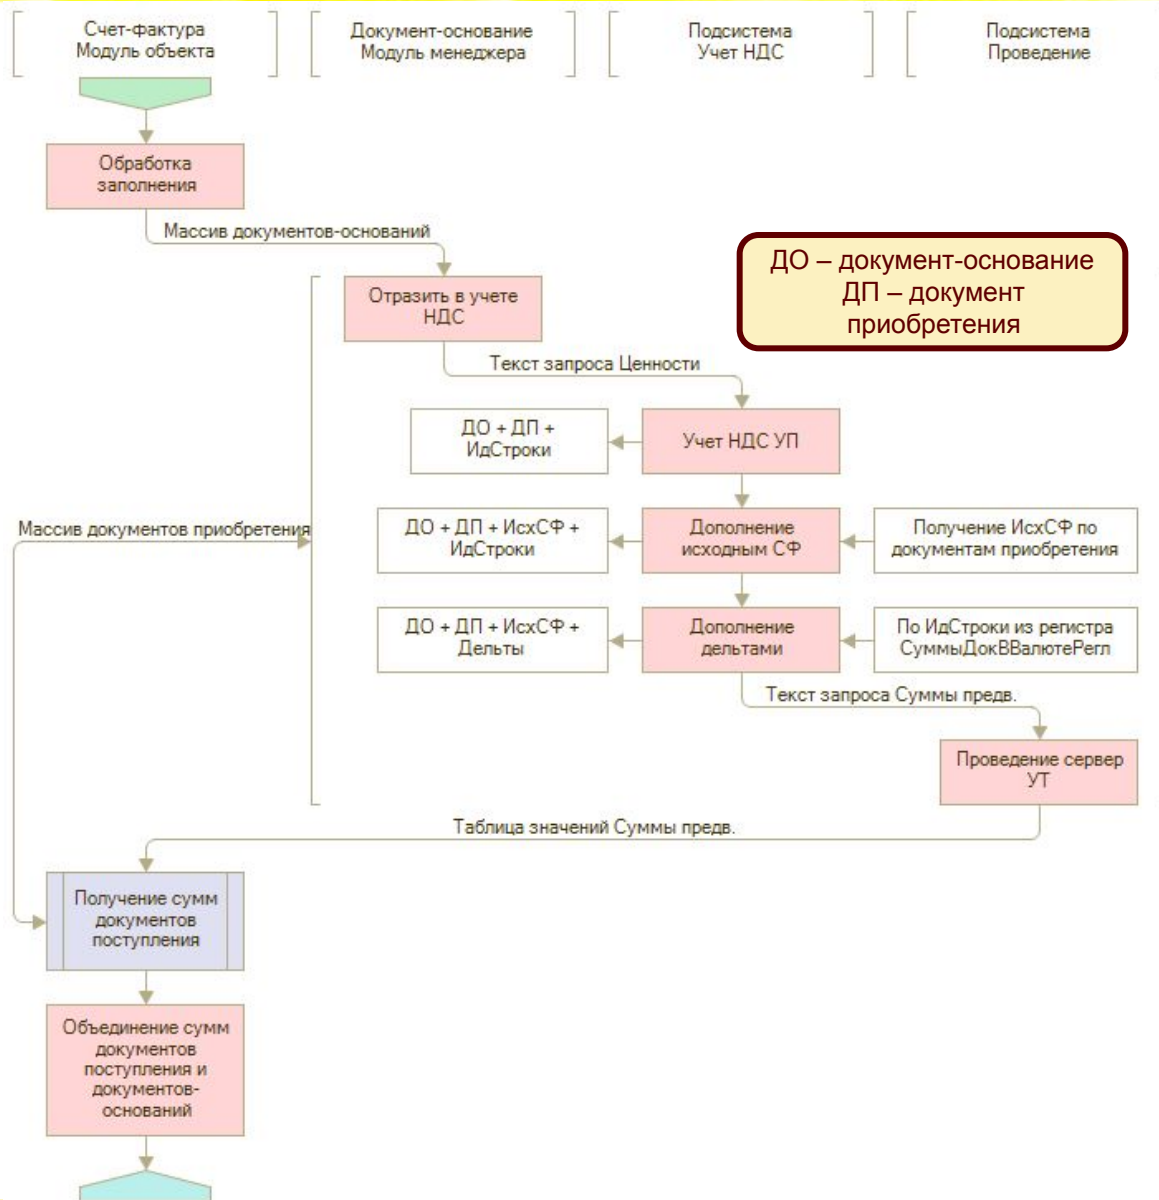 Счет-фактура
Модуль объекта
Документ-основание
Модуль менеджера
Подсистема
Учет НДС
Подсистема
Проведение
Обработка
заполнения
Массив документов-оснований
ДО – документ-основание
ДП – документ
приобретения
Отразить в учете
НДС
Текст запроса Ценности
ДО + ДП +
ИдСтроки
Учет НДС УП
Массив документов приобретения
ДО + ДП + ИсхСФ +
ИдСтроки
Дополнение
исходным СФ
Получение ИсхСФ по
документам приобретения
ДО + ДП + ИсхСФ +
Дельты
Дополнение
дельтами
По ИдСтроки из регистра
СуммыДокВВалютеРегл
Текст запроса Суммы предв.
Проведение сервер
УТ
Таблица значений Суммы предв.
Получение сумм
документов
поступления
Объединение сумм
документов
поступления и
документов-
оснований